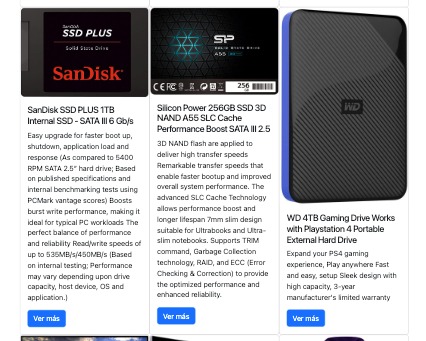 SanDisk
SSD PLUS
Solid State Drive
SanDisk
SanDisk SSD PLUS 1TB
Internal SSD - SATA III 6 Gb/s
Easy upgrade for faster boot up,
shutdown, application load and
response (As compared to 5400
RPM SATA 2.5" hard drive; Based
on published specifications and
internal benchmarking tests using
PCMark vantage scores) Boosts
burst write performance, making it
ideal for typical PC workloads The
perfect balance of performance
and reliability Read/write speeds of
up to 535MB/s/450MB/s (Based
on internal testing; Performance
may vary depending upon drive
capacity, host device, OS and
application.)
Ver más
SP
SOLID STATE DRIVE
A55
256
Silicon Power 256GB SSD 3D
NAND A55 SLC Cache
Performance Boost SATA III 2.5
3D NAND flash are applied to
deliver high transfer speeds
Remarkable transfer speeds that
enable faster bootup and improved
overall system performance. The
advanced SLC Cache Technology
allows performance boost and
longer lifespan 7mm slim design
suitable for Ultrabooks and Ultra-
slim notebooks. Supports TRIM
command, Garbage Collection
technology, RAID, and ECC (Error
Checking & Correction) to provide
the optimized performance and
enhanced reliability.
Ver más
WD
WD 4TB Gaming Drive Works
with Playstation 4 Portable
External Hard Drive
Expand your PS4 gaming
experience, Play anywhere Fast
and easy, setup Sleek design with
high capacity, 3-year
manufacturer's limited warranty
Ver más